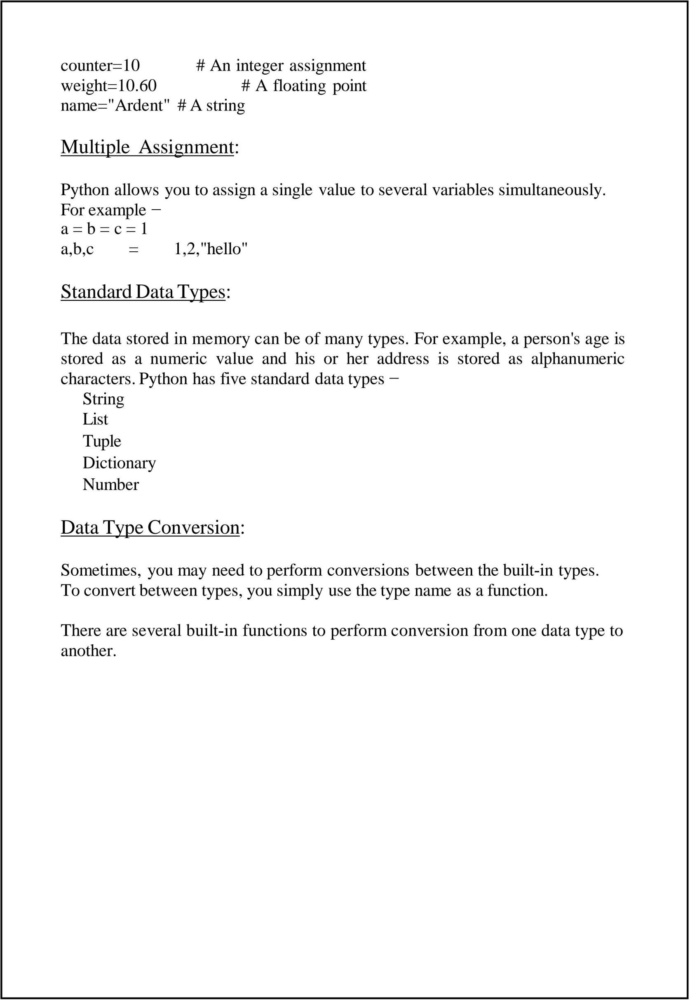 counter=10 # An integer assignment
weight=10.60 # A floating point
name="Ardent" # A string
Multiple Assignment:
Python allows you to assign a single value to several variables simultaneously.
For example −
a = b = c = 1
a,b,c = 1,2,"hello"
Standard Data Types:
The data stored in memory can be of many types. For example, a person's age is
stored as a numeric value and his or her address is stored as alphanumeric
characters. Python has five standard data types −
String
List
Tuple
Dictionary
Number
Data Type Conversion:
Sometimes, you may need to perform conversions between the built-in types.
To convert between types, you simply use the type name as a function.
There are several built-in functions to perform conversion from one data type to
another.